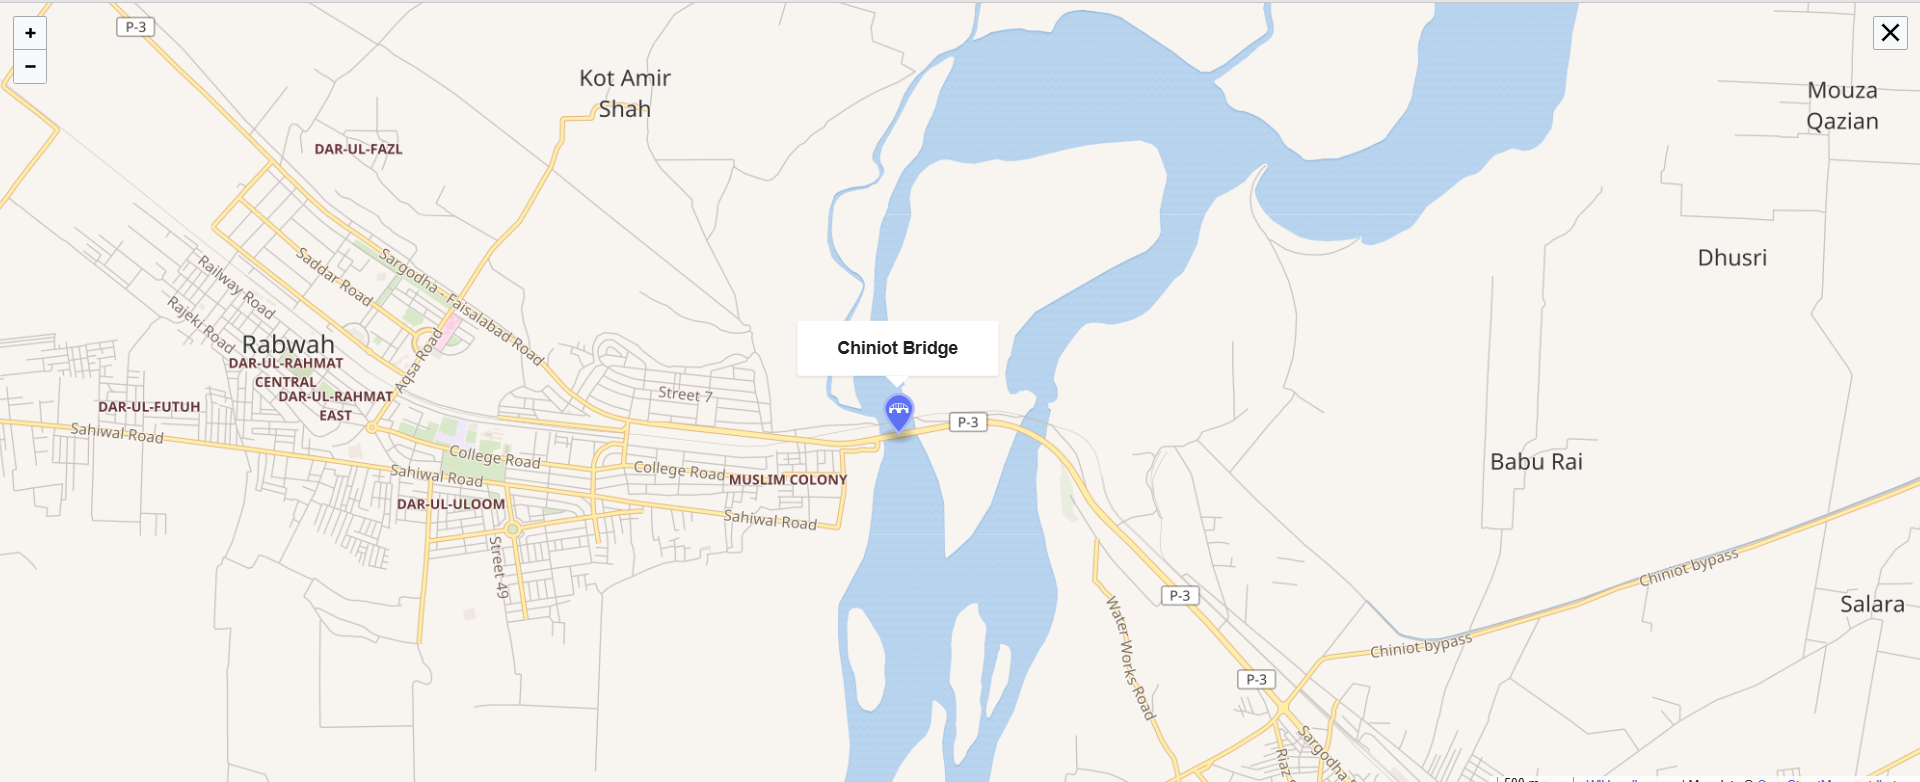 P-3
+
−
Kot Amir
Shah
Mouza
Qazian
DAR-UL-FAZL
Dhusri
Sargodha - Faisalabad Road
Saddar Road
Railway Road
Rajeki Road
Rabwah
DAR-UL-RAHMAT
CENTRAL
DAR-UL-RAHMAT
EAST
Aqsa Road
Chiniot Bridge
Street 7
DAR-UL-FUTUH
P-3
Sahiwal Road
College Road
College Road
Sahiwal Road
MUSLIM COLONY
Babu Rai
DAR-UL-ULOOM
Sahiwal Road
Street 49
Chiniot bypass
P-3
Salara
Water Works Road
Chiniot bypass
P-3
Sargodha
Riaz